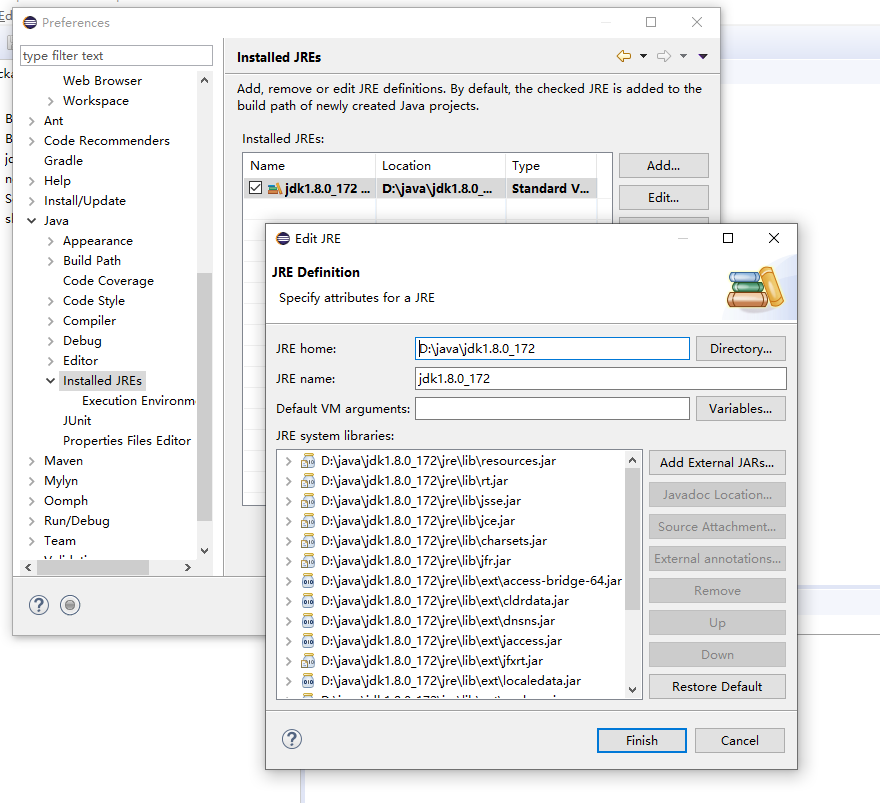 Preferences
type filter text
Web Browser
Workspace
Ant
Code Recommenders
Gradle
Help
Install/Update
Java
Appearance
Build Path
Code Coverage
Code Style
Compiler
Debug
Editor
Installed JREs
Execution Environm
JUnit
Properties Files Editor
Maven
Mylyn
Oomph
Run/Debug
Team
Installed JREs
Add, remove or edit JRE definitions. By default, the checked JRE is added to the
build path of newly created Java projects.
Installed JREs:
Name Location Type
jdk1.8.0_172 ... D:\java\jdk1.8.0_... Standard V...
Add...
Edit...
Edit JRE
JRE Definition
Specify attributes for a JRE
JRE home: D:\java\jdk1.8.0_172 Directory...
JRE name: jdk1.8.0_172
Default VM arguments: Variables...
JRE system libraries:
D:\java\jdk1.8.0_172\jre\lib\resources.jar
D:\java\jdk1.8.0_172\jre\lib\rt.jar
D:\java\jdk1.8.0_172\jre\lib\jsse.jar
D:\java\jdk1.8.0_172\jre\lib\jce.jar
D:\java\jdk1.8.0_172\jre\lib\charsets.jar
D:\java\jdk1.8.0_172\jre\lib\jfr.jar
D:\java\jdk1.8.0_172\jre\lib\ext\access-bridge-64.jar
D:\java\jdk1.8.0_172\jre\lib\ext\cldrdata.jar
D:\java\jdk1.8.0_172\jre\lib\ext\dnsns.jar
D:\java\jdk1.8.0_172\jre\lib\ext\jaccess.jar
D:\java\jdk1.8.0_172\jre\lib\ext\jfxrt.jar
D:\java\jdk1.8.0_172\jre\lib\ext\localedata.jar
Add External JARs...
Javadoc Location...
Source Attachment...
External annotations...
Remove
Up
Down
Restore Default
Finish
Cancel